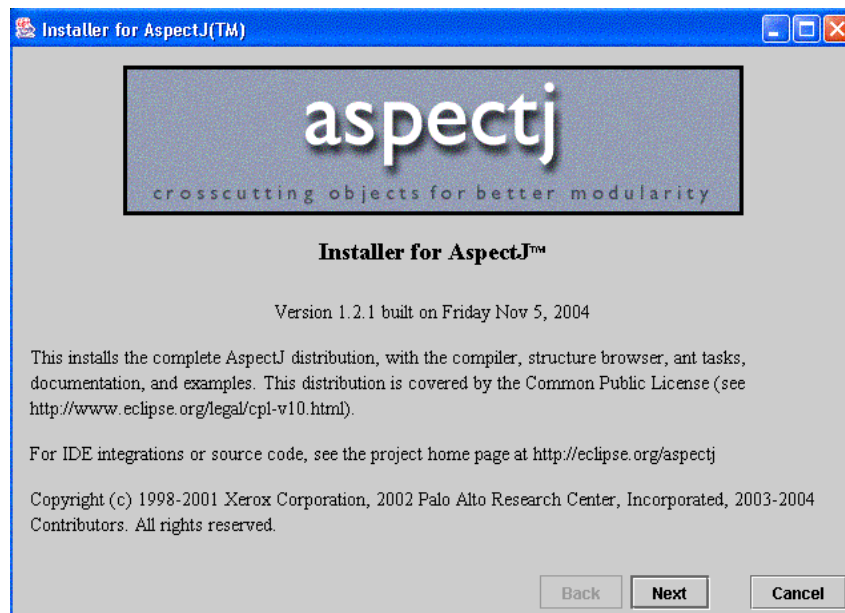 Installer for AspectJ(TM)
aspectj
crosscutting objects for better modularity
Installer for AspectJ™
Version 1.2.1 built on Friday Nov 5, 2004
This installs the complete AspectJ distribution, with the compiler, structure browser, ant tasks,
documentation, and examples. This distribution is covered by the Common Public License (see
http://www.eclipse.org/legal/cpl-v10.html).
For IDE integrations or source code, see the project home page at http://eclipse.org/aspectj
Copyright (c) 1998-2001 Xerox Corporation, 2002 Palo Alto Research Center, Incorporated, 2003-2004
Contributors. All rights reserved.
Back Next Cancel